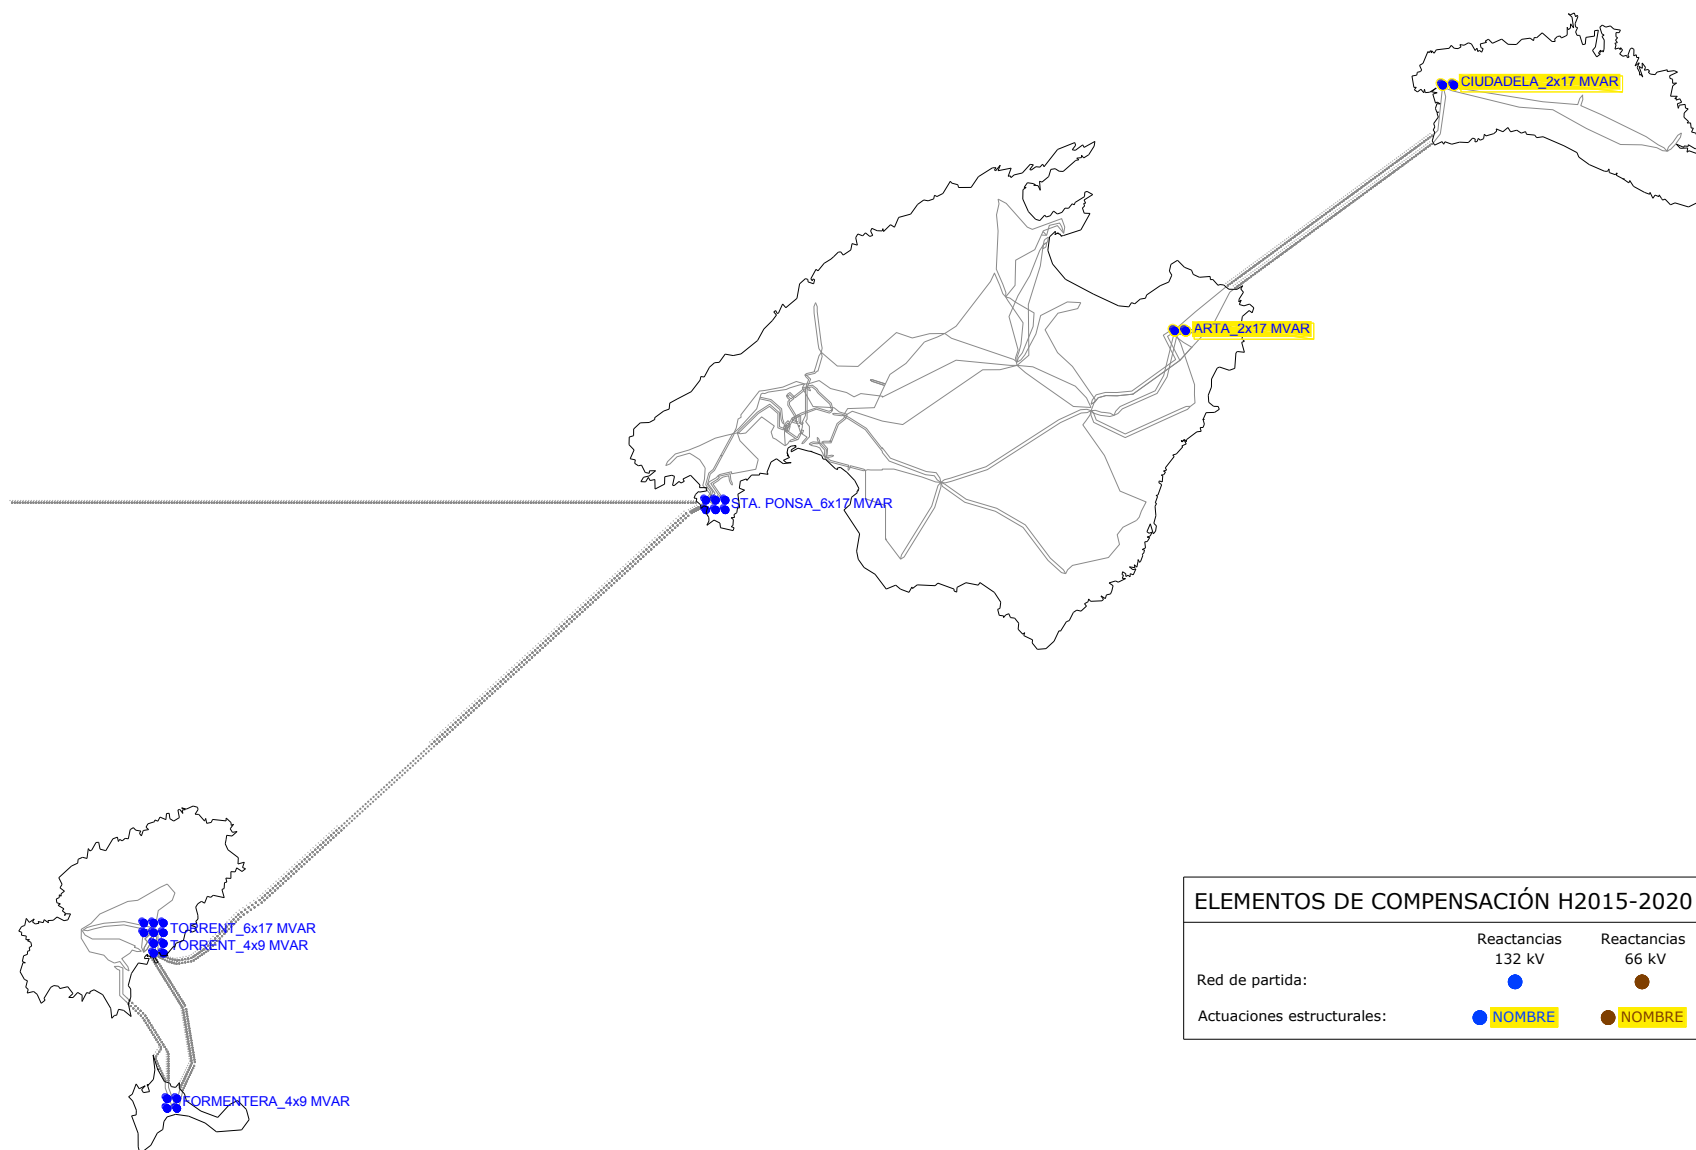 CIUDADELA_2x17 MVAR
ARTA_2x17 MVAR
STA. PONSA_6x17 MVAR
TORRENT_6x17 MVAR
TORRENT_4x9 MVAR
FORMENTERA_4x9 MVAR
ELEMENTOS DE COMPENSACIÓN H2015-2020
Reactancias Reactancias
132 kV 66 kV
Red de partida:
Actuaciones estructurales: NOMBRE NOMBRE